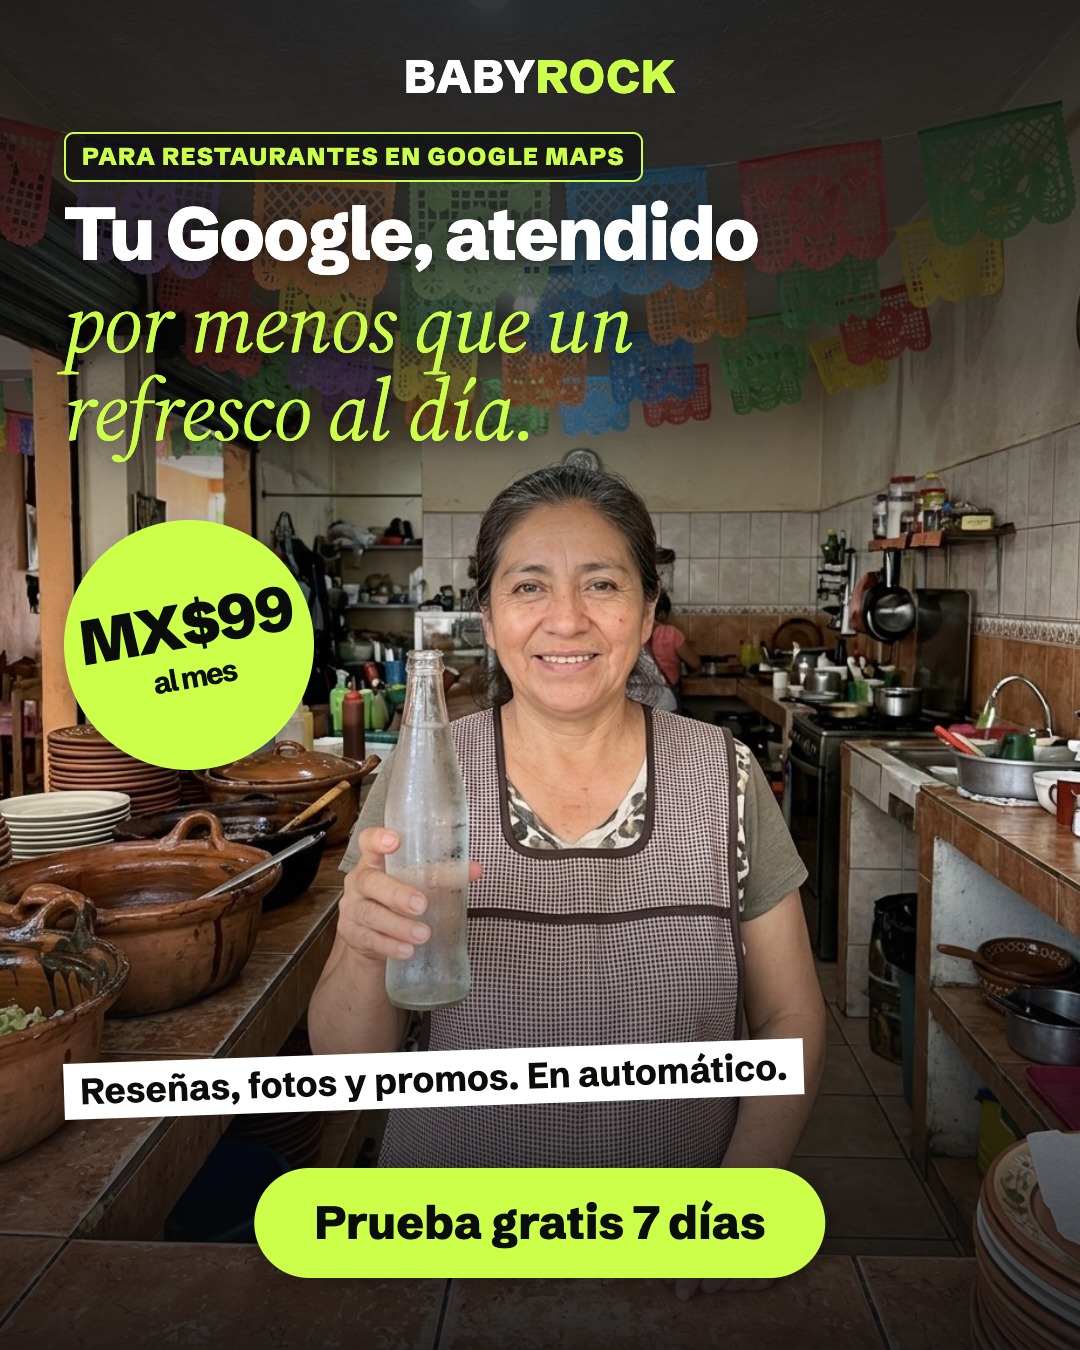 BABYROCK
PARA RESTAURANTES EN GOOGLE MAPS
Tu Google, atendido
por menos que un
refresco al día.
MX$99
al mes
Reseñas, fotos y promos. En automático.
Prueba gratis 7 días